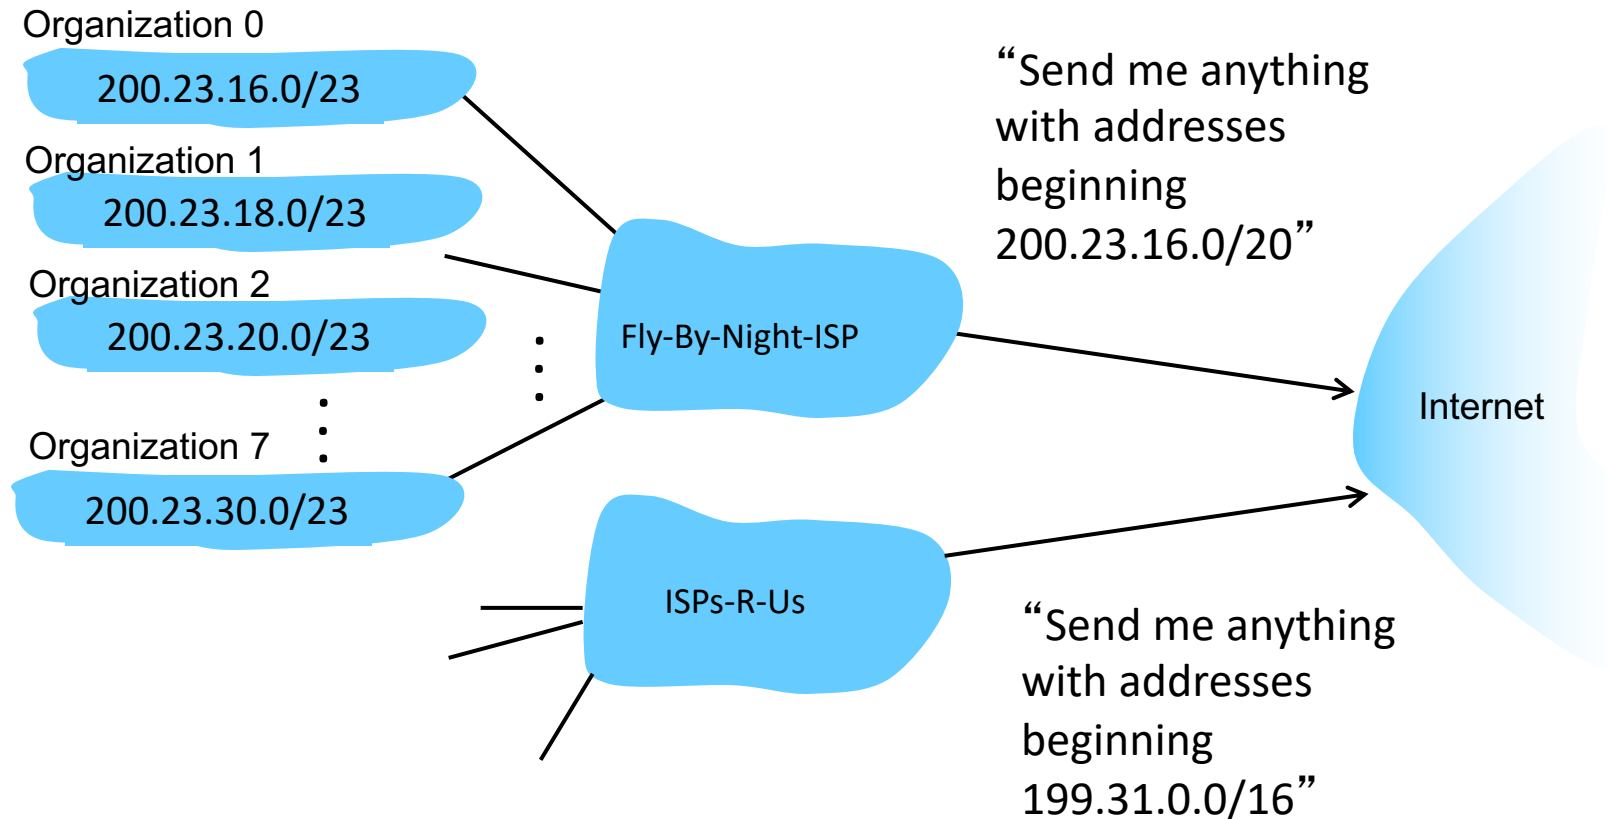 Organization 0
200.23.16.0/23
Organization 1
200.23.18.0/23
Organization 2
200.23.20.0/23
Organization 7
200.23.30.0/23
Fly-By-Night-ISP
ISPs-R-Us
“Send me anything
with addresses
beginning
200.23.16.0/20”
Internet
“Send me anything
with addresses
beginning
199.31.0.0/16”